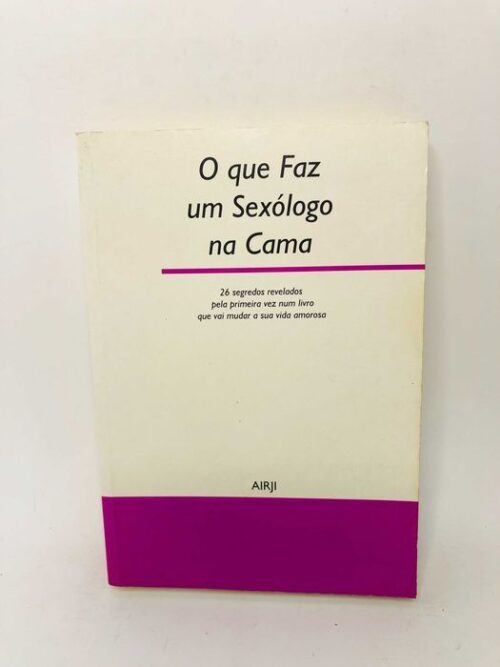 O que Faz
um Sexólogo
na Cama
26 segredos revelados
pela primeira vez num livro
que vai mudar a sua vida amorosa
AIRJI